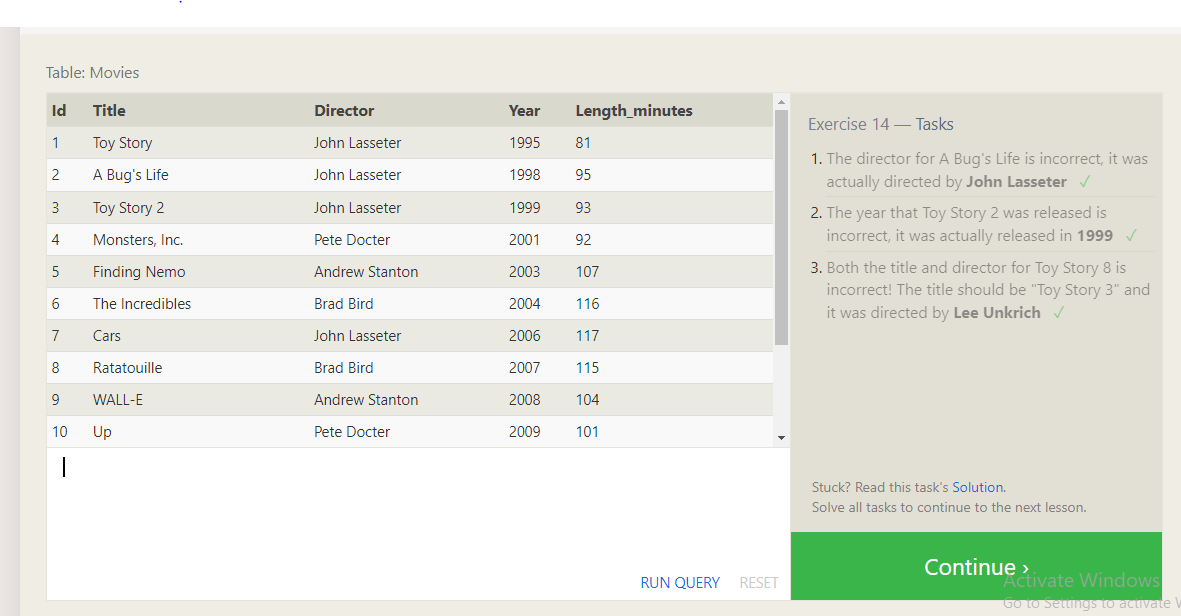 Table: Movies
Id Title Director Year Length_minutes
1 Toy Story John Lasseter 1995 81
2 A Bug's Life John Lasseter 1998 95
3 Toy Story 2 John Lasseter 1999 93
4 Monsters, Inc. Pete Docter 2001 92
5 Finding Nemo Andrew Stanton 2003 107
6 The Incredibles Brad Bird 2004 116
7 Cars John Lasseter 2006 117
8 Ratatouille Brad Bird 2007 115
9 WALL-E Andrew Stanton 2008 104
10 Up Pete Docter 2009 101
RUN QUERY RESET
Exercise 14 — Tasks
1. The director for A Bug's Life is incorrect, it was
actually directed by John Lasseter ✓
2. The year that Toy Story 2 was released is
incorrect, it was actually released in 1999 ✓
3. Both the title and director for Toy Story 8 is
incorrect! The title should be "Toy Story 3" and
it was directed by Lee Unkrich ✓
Stuck? Read this task's Solution.
Solve all tasks to continue to the next lesson.
Continue ›
Activate Windows
Go to Settings to activate